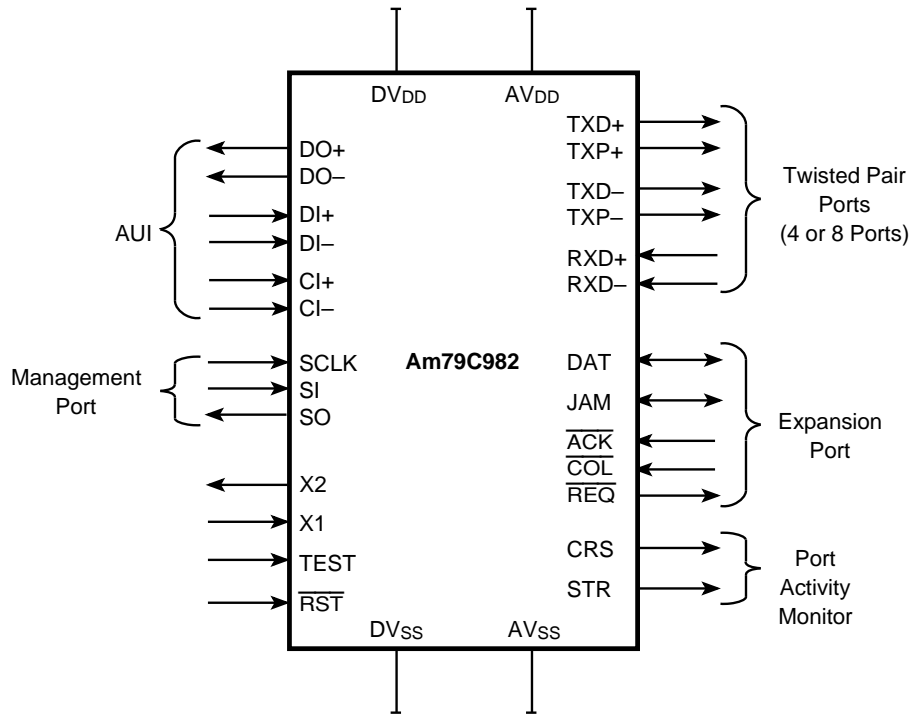 DVDD
AVDD
AUI
DO+
DO–
DI+
DI–
CI+
CI–
Management
Port
SCLK
SI
SO
X2
X1
TEST
RST
Am79C982
TXD+
TXP+
TXD–
TXP–
RXD+
RXD–
Twisted Pair
Ports
(4 or 8 Ports)
DAT
JAM
ACK
COL
REQ
Expansion
Port
CRS
STR
Port
Activity
Monitor
DVSS
AVSS